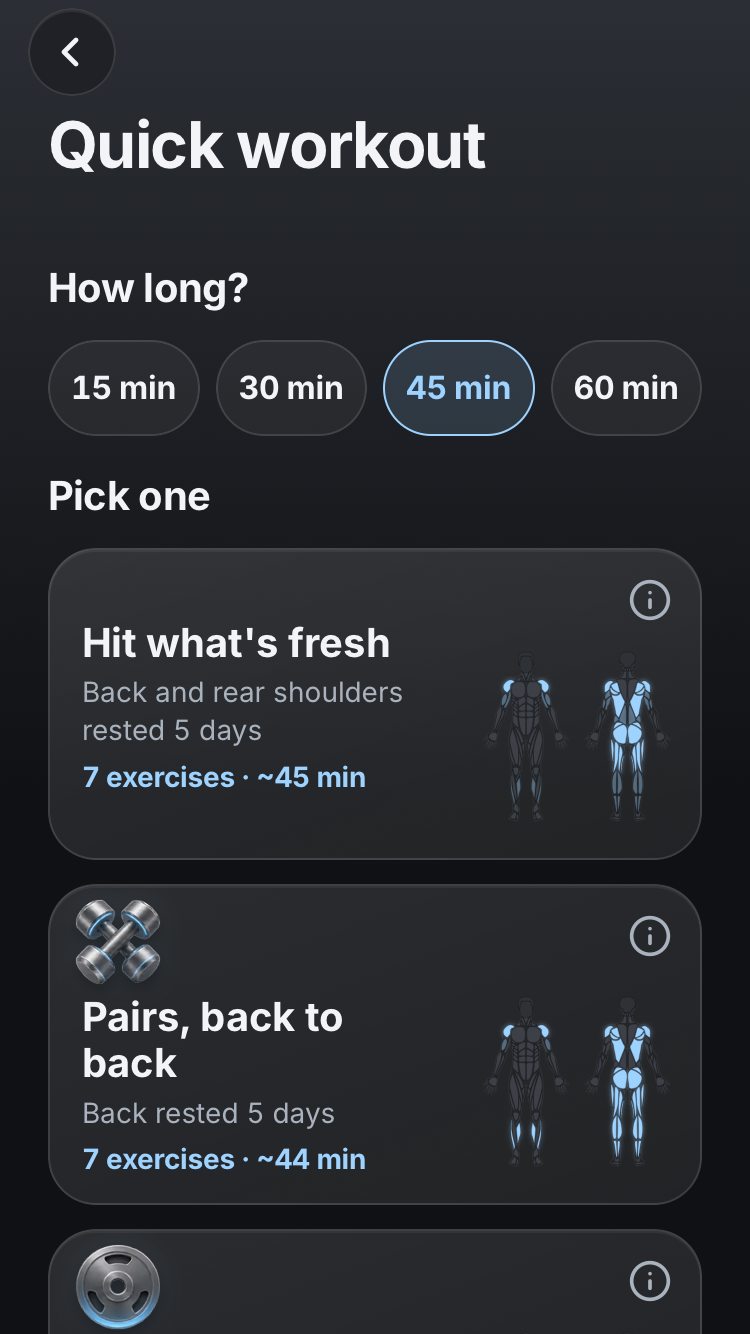 Quick workout
How long?
15 min
30 min
45 min
60 min
Pick one
Hit what's fresh
Back and rear shoulders
rested 5 days
7 exercises · ~45 min
Pairs, back to
back
Back rested 5 days
7 exercises · ~44 min